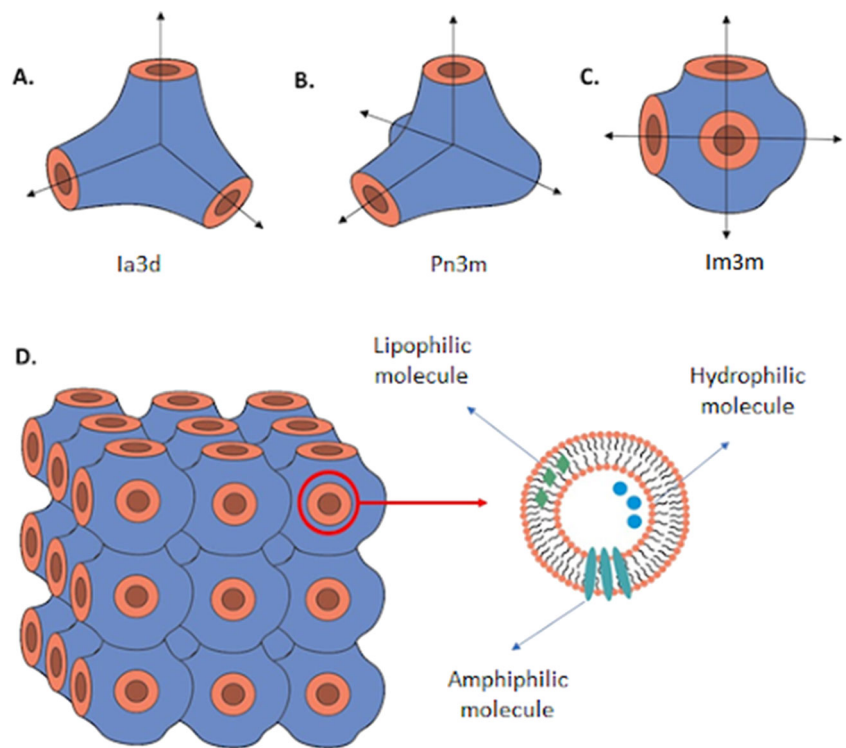 A.
B.
C.
Ia3d
Pn3m
Im3m
D.
Lipophilic
molecule
Hydrophilic
molecule
Amphiphilic
molecule